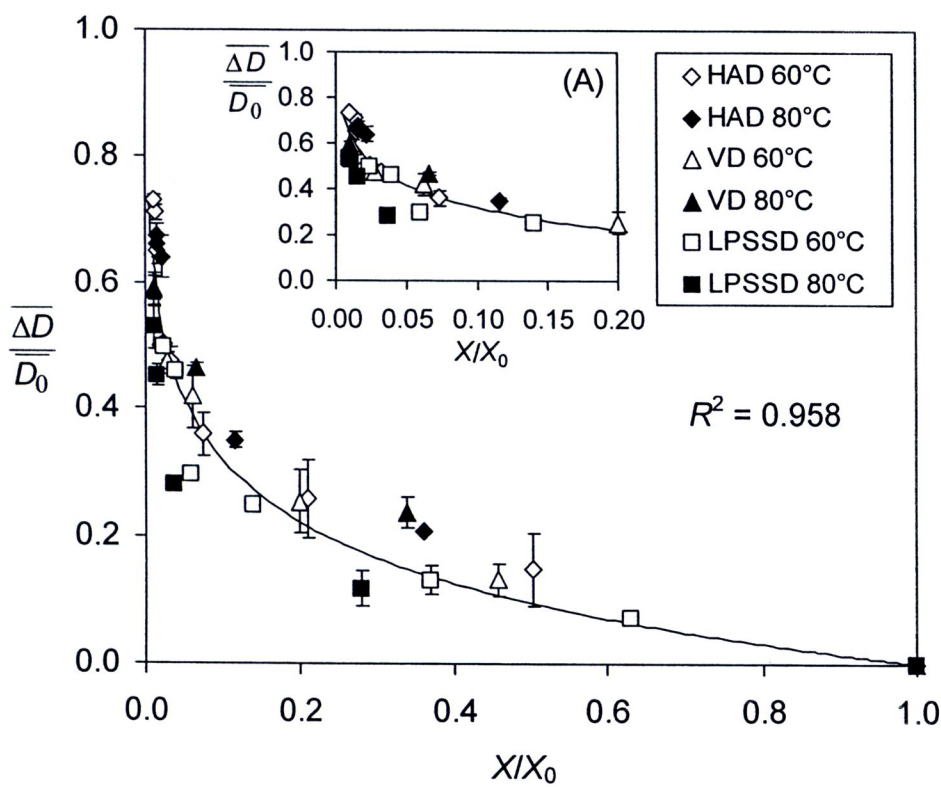 1.0
0.8
0.6
0.4
0.2
0.0
ΔD
D₀
0.0 0.2 0.4 0.6 0.8 1.0
X/X₀
ΔD
D₀
1.0
0.8
0.6
0.4
0.2
0.0
(A)
0.00 0.05 0.10 0.15 0.20
X/X₀
HAD 60°C
HAD 80°C
VD 60°C
VD 80°C
LPSSD 60°C
LPSSD 80°C
R² = 0.958